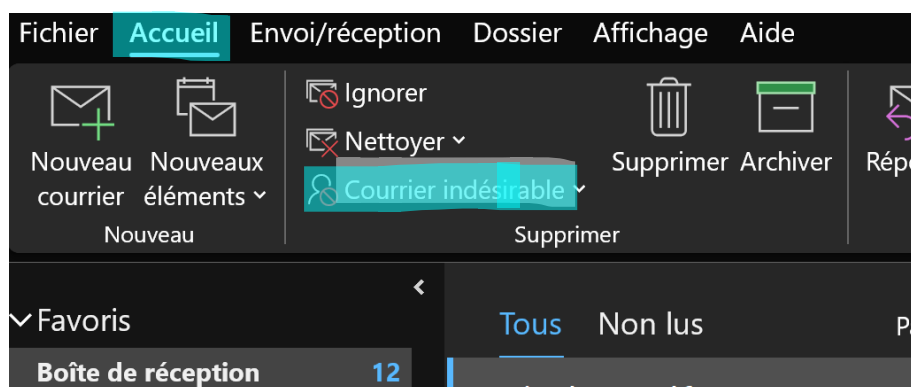 Fichier Accueil Envoi/réception Dossier Affichage Aide
Nouveau courrier
Nouveaux éléments
Ignorer
Nettoyer
Courrier indésirable
Supprimer
Archiver
Nouveau
Supprimer
Favoris
Tous Non lus
Boîte de réception 12